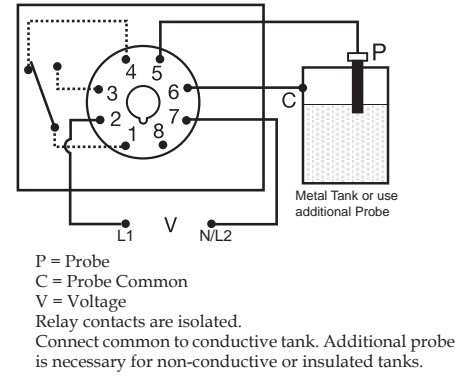 P
4 5
3 6
C
2 7
1 8
Metal Tank or use
additional Probe
V
L1 N/L2
P = Probe
C = Probe Common
V = Voltage
Relay contacts are isolated.
Connect common to conductive tank. Additional probe
is necessary for non-conductive or insulated tanks.